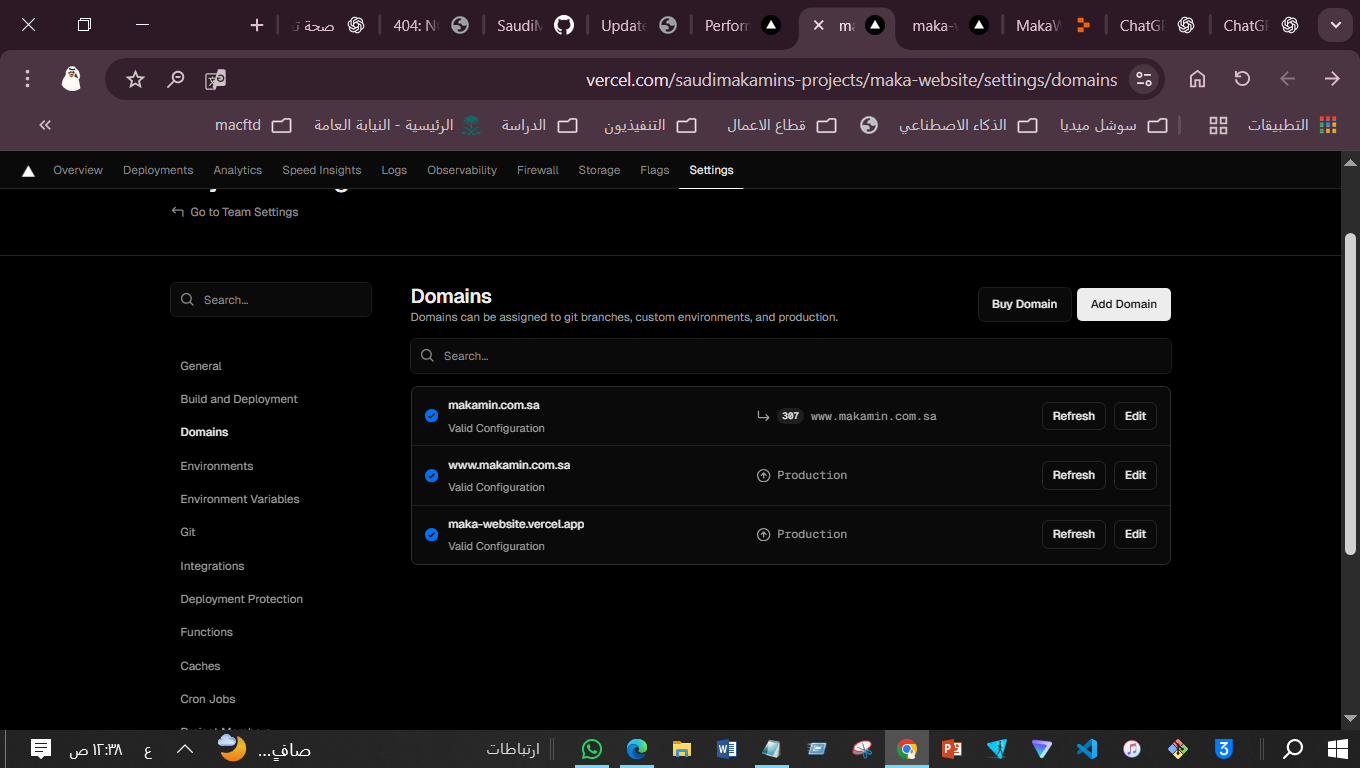 صحة تـ
404: N
Saudi
Update
Perform
ma
maka-
MakaW
ChatG
ChatG
vercel.com/saudimakamins-projects/maka-website/settings/domains
التطبيقات
سوشل ميديا
الذكاء الاصطناعي
قطاع الاعمال
التنفيذيون
الدراسة
الرئيسية - النيابة العامة
macftd
Overview Deployments Analytics Speed Insights Logs Observability Firewall Storage Flags Settings
Go to Team Settings
Search...
General
Build and Deployment
Domains
Environments
Environment Variables
Git
Integrations
Deployment Protection
Functions
Caches
Cron Jobs
Domains
Domains can be assigned to git branches, custom environments, and production.
Buy Domain
Add Domain
Search...
makamin.com.sa
Valid Configuration
307 www.makamin.com.sa
Refresh Edit
www.makamin.com.sa
Valid Configuration
Production
Refresh Edit
maka-website.vercel.app
Valid Configuration
Production
Refresh Edit
ارتباطات
صافٍ...
ع
١٢:٣٨ ص